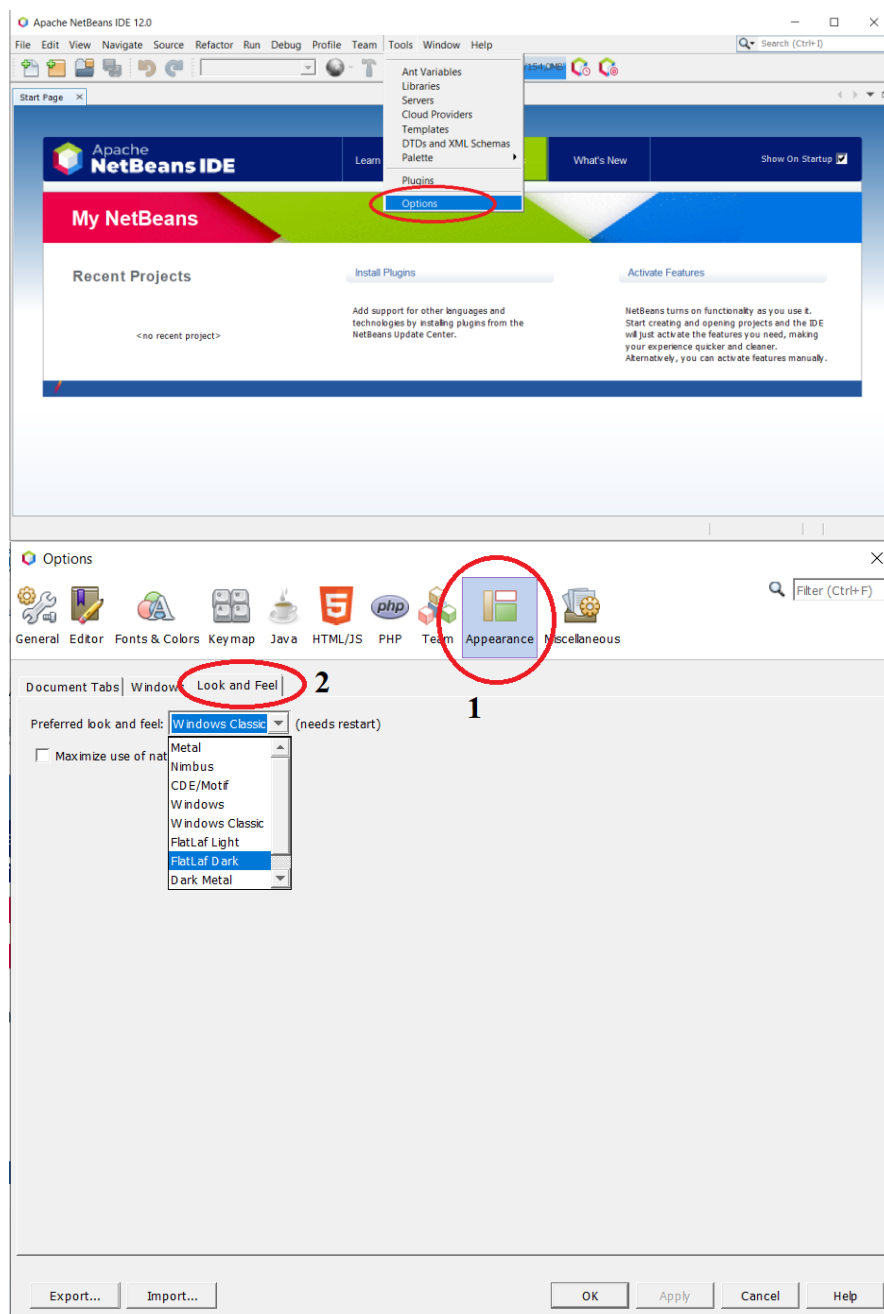 Apache NetBeans IDE 12.0
File Edit View Navigate Source Refactor Run Debug Profile Team Tools Window Help
Search (Ctrl+I)
Ant Variables
Libraries
Servers
Cloud Providers
Templates
DTDs and XML Schemas
Palette
Plugins
Options
Start Page
Apache
NetBeans IDE
Learn
What's New
Show On Startup
My NetBeans
Recent Projects
<no recent project>
Install Plugins
Add support for other languages and
technologies by installing plugins from the
NetBeans Update Center.
Activate Features
NetBeans turns on functionality as you use it.
Start creating and opening projects and the IDE
will just activate the features you need, making
your experience quicker and cleaner.
Alternatively, you can activate features manually.
Options
Filter (Ctrl+F)
General Editor Fonts & Colors Keymap Java HTML/JS PHP Team Appearance Miscellaneous
php
1
Document Tabs Windows Look and Feel 2
Preferred look and feel: Windows Classic (needs restart)
Maximize use of nat
Metal
Nimbus
CDE/Motif
Windows
Windows Classic
FlatLaf Light
FlatLaf Dark
Dark Metal
Export... Import... OK Apply Cancel Help